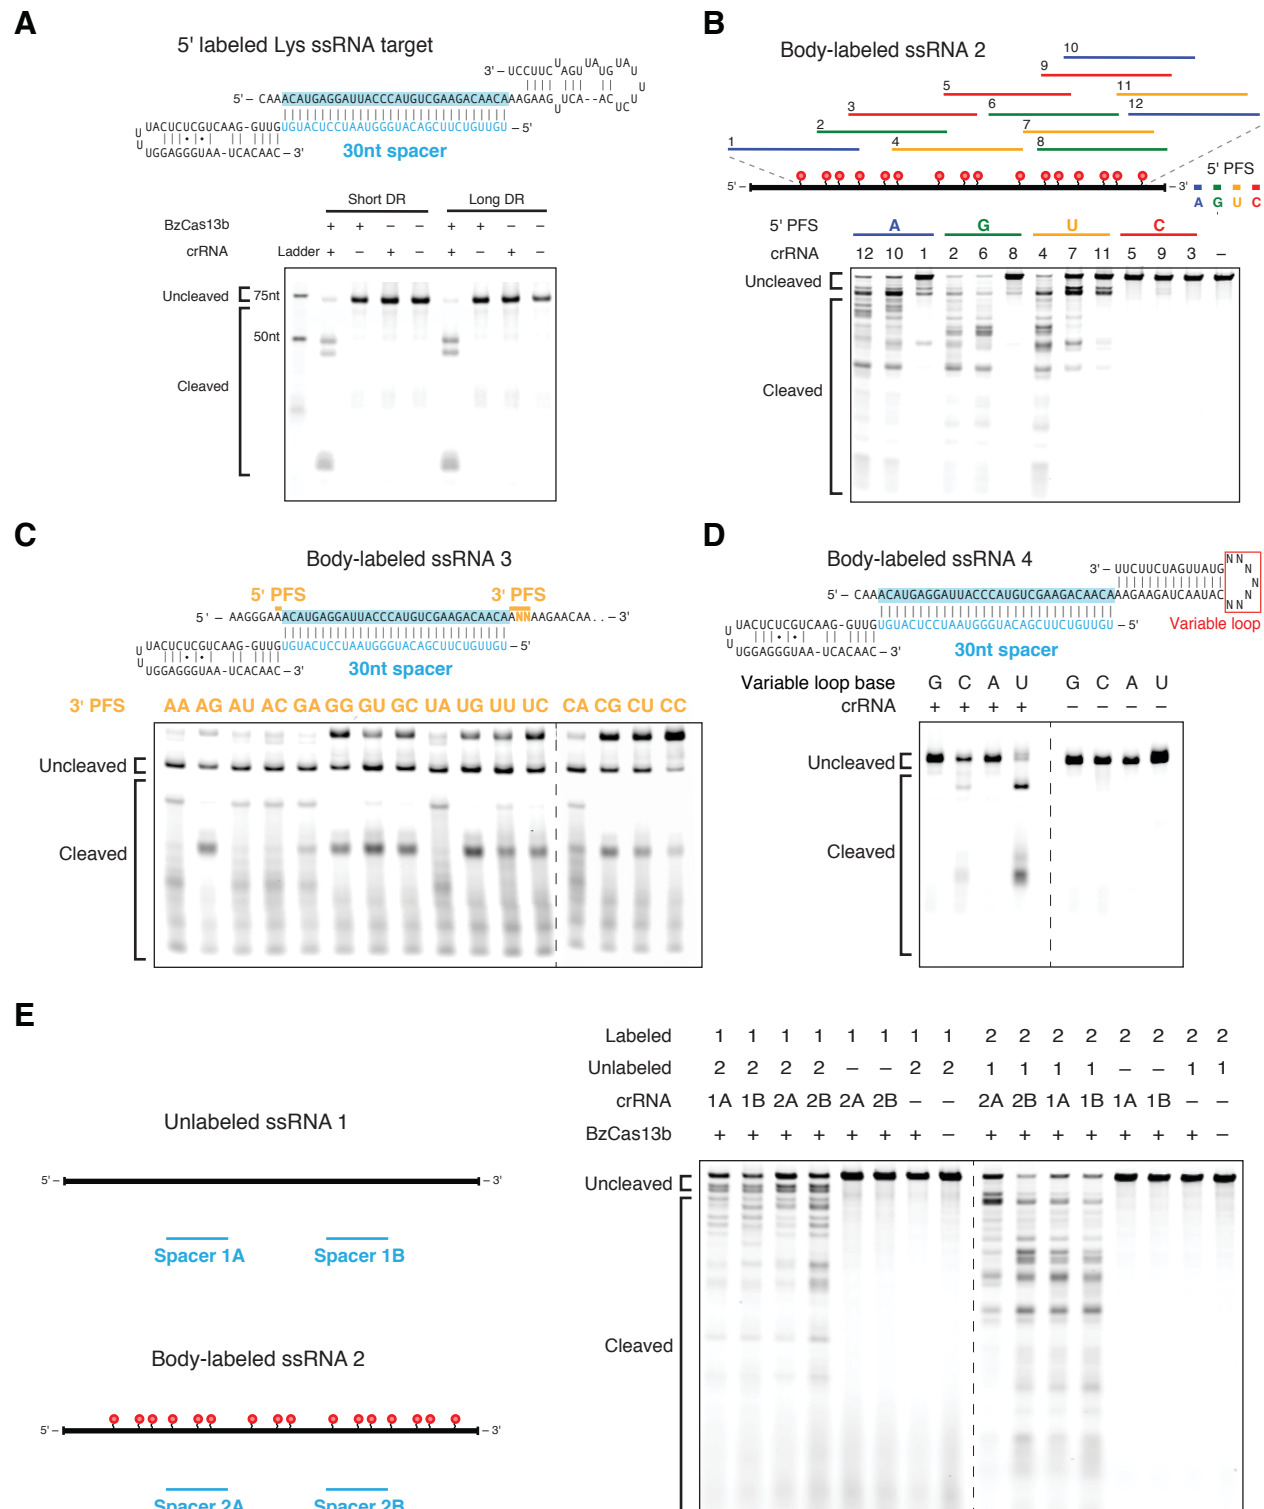 A
5' labeled Lys ssRNA target
3' – UCCUUC UAGU UA UG UA U
5' – CAAACAUGAGGAUUACCCAUGUCGAAGACAACAAAGAAG UCA--AC UC U
UACUCUCGUCAAG-GUUGUGUACUCCUAAUGGGUACAGCUUCUGUUGU – 5'
U
U
UGGAGGGUAA-UCACAAC – 3'
30nt spacer
Short DR Long DR
BzCas13b + + – – + + – –
crRNA Ladder + – + – + – + –
Uncleaved 75nt
50nt
Cleaved
B
Body-labeled ssRNA 2
10
9
5 11
3 6 12
2 7
1 4 8
5' – – 3'
5' PFS
A G U C
5' PFS A G U C
crRNA 12 10 1 2 6 8 4 7 11 5 9 3 –
Uncleaved
Cleaved
C
Body-labeled ssRNA 3
5' PFS 3' PFS
5' – AAGGGAAACAUGAGGAUUACCCAUGUCGAAGACAACAANNAAGAACAA.. – 3'
UACUCUCGUCAAG-GUUGUGUACUCCUAAUGGGUACAGCUUCUGUUGU – 5'
U
U
UGGAGGGUAA-UCACAAC – 3'
30nt spacer
3' PFS AA AG AU AC GA GG GU GC UA UG UU UC CA CG CU CC
Uncleaved
Cleaved
D
Body-labeled ssRNA 4
3' – UUCUUCUAGUUAUG NN
N
N
5' – CAAACAUGAGGAUUACCCAUGUCGAAGACAACAAAGAAGAUCAAUAC N
NN
Variable loop
UACUCUCGUCAAG-GUUGUGUACUCCUAAUGGGUACAGCUUCUGUUGU – 5'
U
U
UGGAGGGUAA-UCACAAC – 3'
30nt spacer
Variable loop base G C A U G C A U
crRNA + + + + – – – –
Uncleaved
Cleaved
E
Unlabeled ssRNA 1
5' – – 3'
Spacer 1A Spacer 1B
Body-labeled ssRNA 2
5' – – 3'
Spacer 2A Spacer 2B
Labeled 1 1 1 1 1 1 1 1 2 2 2 2 2 2 2 2
Unlabeled 2 2 2 2 – – 2 2 1 1 1 1 – – 1 1
crRNA 1A 1B 2A 2B 2A 2B – – 2A 2B 1A 1B 1A 1B – –
BzCas13b + + + + + + + – + + + + + + + –
Uncleaved
Cleaved